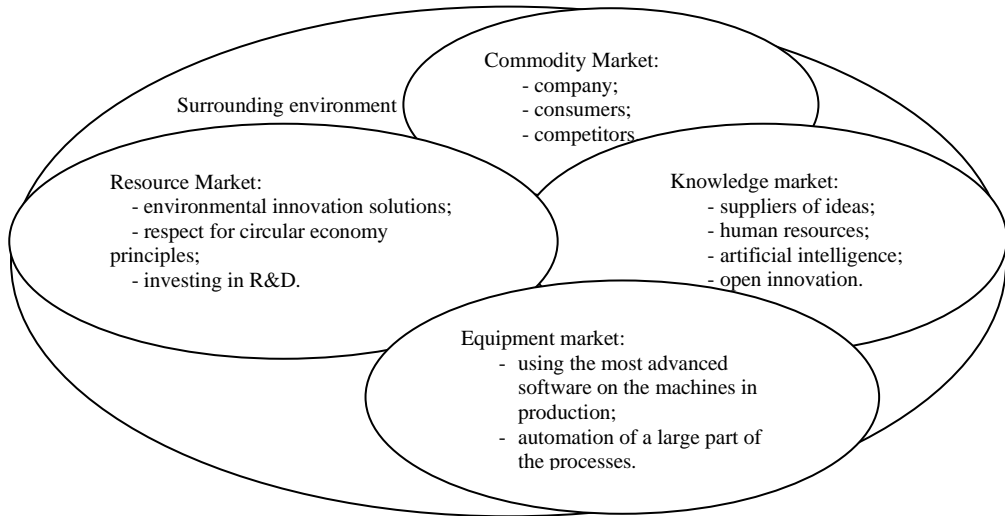 Commodity Market:
- company;
- consumers;
- competitors
Surrounding environment
Resource Market:
- environmental innovation solutions;
- respect for circular economy
principles;
- investing in R&D.
Knowledge market:
- suppliers of ideas;
- human resources;
- artificial intelligence;
- open innovation.
Equipment market:
- using the most advanced
software on the machines in
production;
- automation of a large part of
the processes.